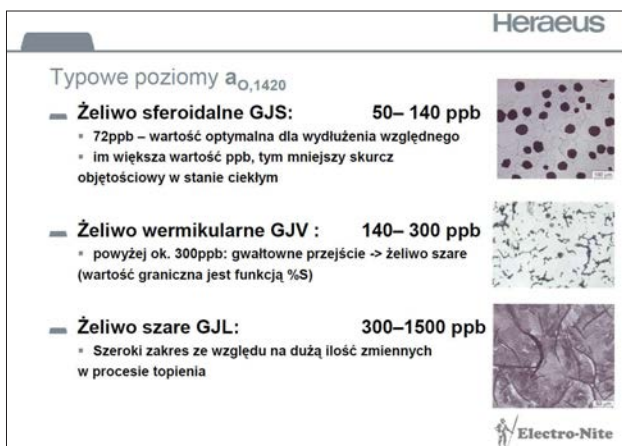 Heraeus
Typowe poziomy aO,1420
Żeliwo sferoidalne GJS: 50– 140 ppb
72ppb – wartość optymalna dla wydłużenia względnego
im większa wartość ppb, tym mniejszy skurcz
objętościowy w stanie ciekłym
Żeliwo wermikularne GJV : 140– 300 ppb
powyżej ok. 300ppb: gwałtowne przejście -> żeliwo szare
(wartość graniczna jest funkcją %S)
Żeliwo szare GJL: 300–1500 ppb
Szeroki zakres ze względu na dużą ilość zmiennych
w procesie topienia
Electro-Nite